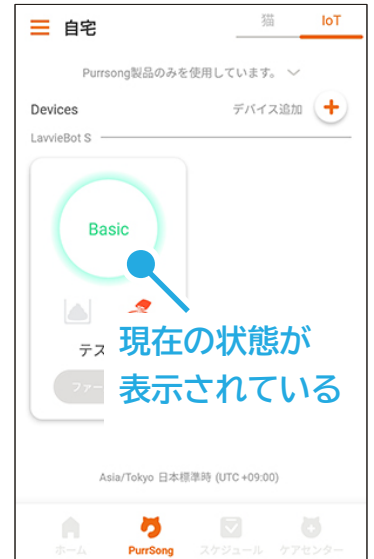 自宅
猫
IoT
Purrsong製品のみを使用しています。
Devices
デバイス追加
LavvieBot S
Basic
テス
現在の状態が
ファー
表示されている
Asia/Tokyo 日本標準時 (UTC +09:00)
ホーム
PurrSong
スケジュール
ケアセンター